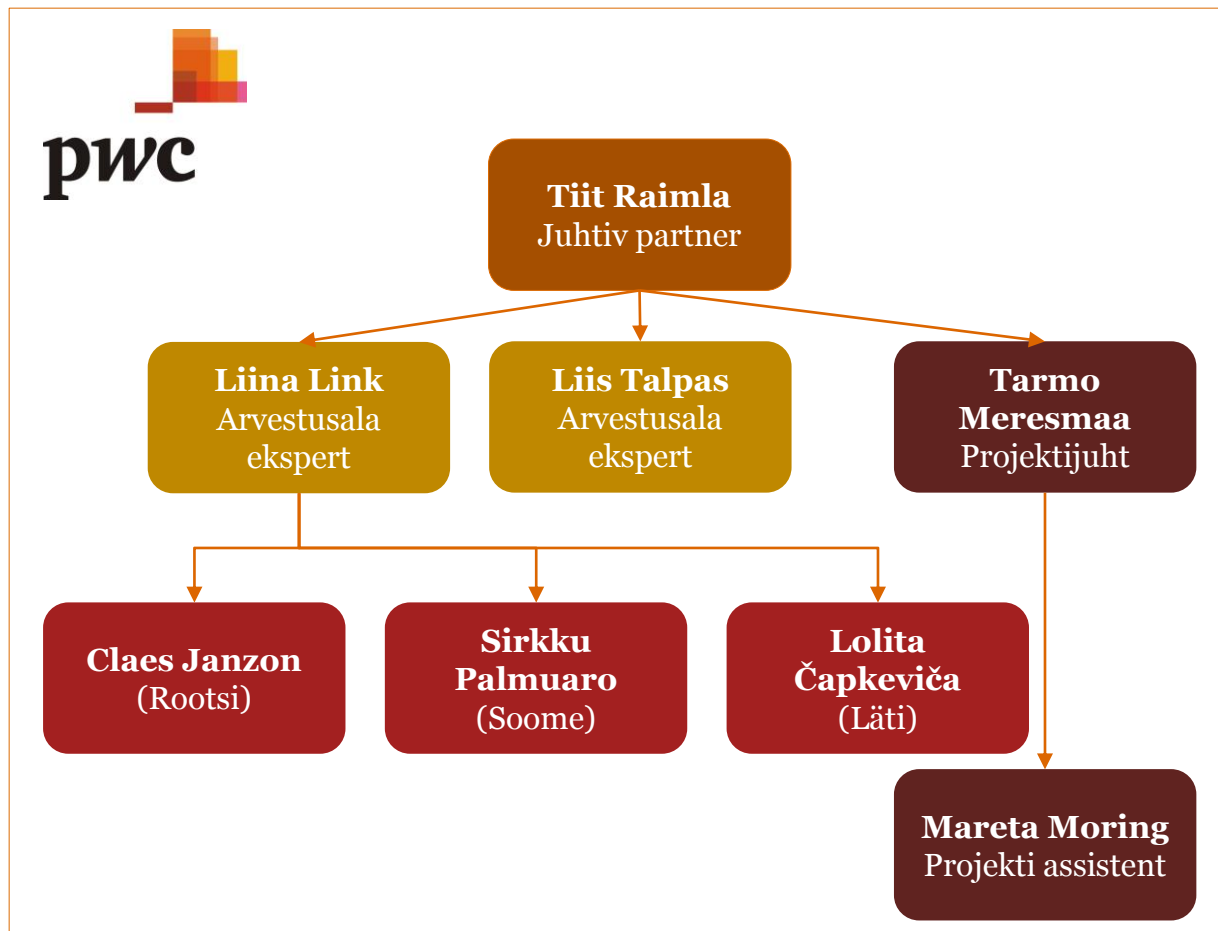 pwc
Tiit Raimla
Juhtiv partner
Liina Link
Arvestusala
ekspert
Liis Talpas
Arvestusala
ekspert
Tarmo
Meresmaa
Projektijuht
Claes Janzon
(Rootsi)
Sirkku
Palmuaro
(Soome)
Lolita
Čapkeviča
(Läti)
Mareta Moring
Projekti assistent